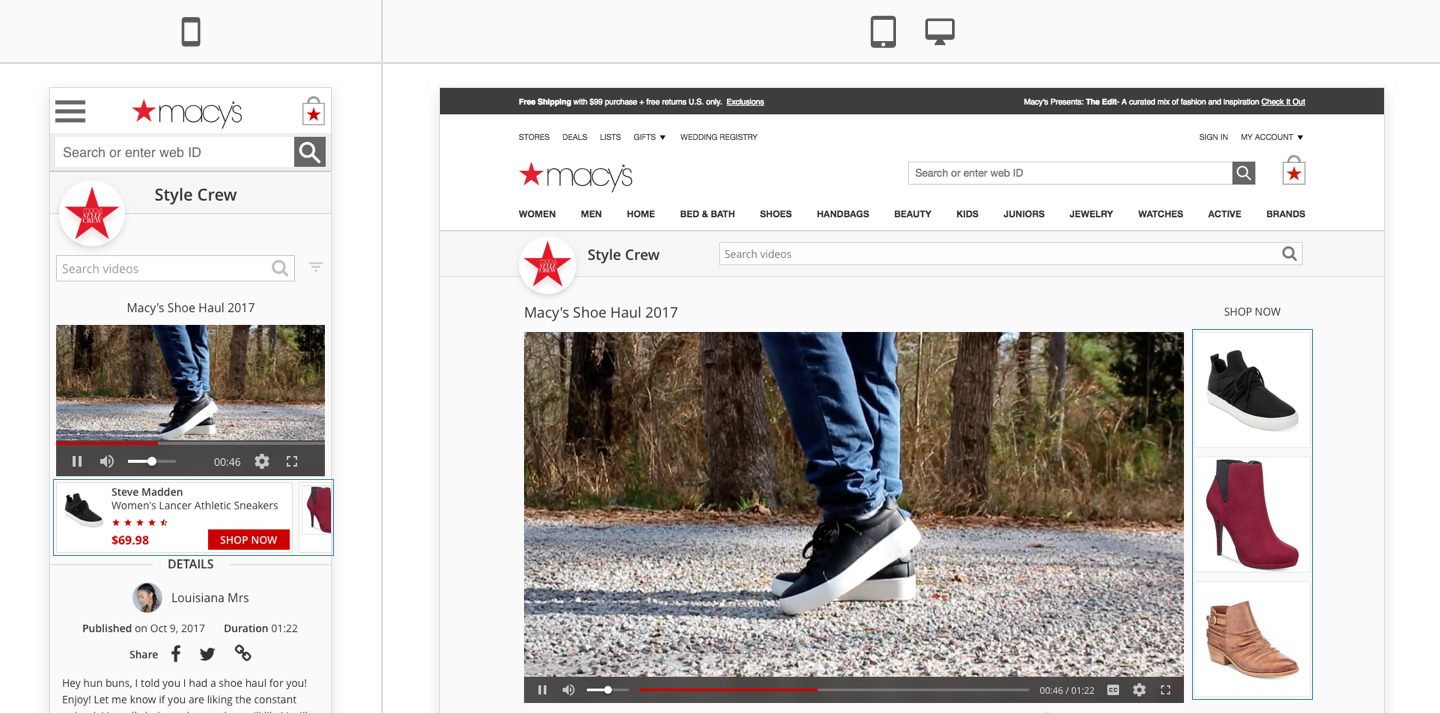 macy's
Search or enter web ID
Style Crew
Search videos
Macy's Shoe Haul 2017
00:46
Steve Madden
Women's Lancer Athletic Sneakers
$69.98
SHOP NOW
DETAILS
Louisiana Mrs
Published on Oct 9, 2017 Duration 01:22
Share
Hey hun buns, I told you I had a shoe haul for you!
Enjoy! Let me know if you are liking the constant
Free Shipping with $99 purchase + free returns U.S. only. Exclusions
Macy's Presents: The Edit- A curated mix of fashion and inspiration Check It Out
STORES DEALS LISTS GIFTS WEDDING REGISTRY
SIGN IN MY ACCOUNT
macy's
Search or enter web ID
WOMEN MEN HOME BED & BATH SHOES HANDBAGS BEAUTY KIDS JUNIORS JEWELRY WATCHES ACTIVE BRANDS
STYLE
CREW
Style Crew
Search videos
Macy's Shoe Haul 2017
SHOP NOW
00:46 / 01:22
CC